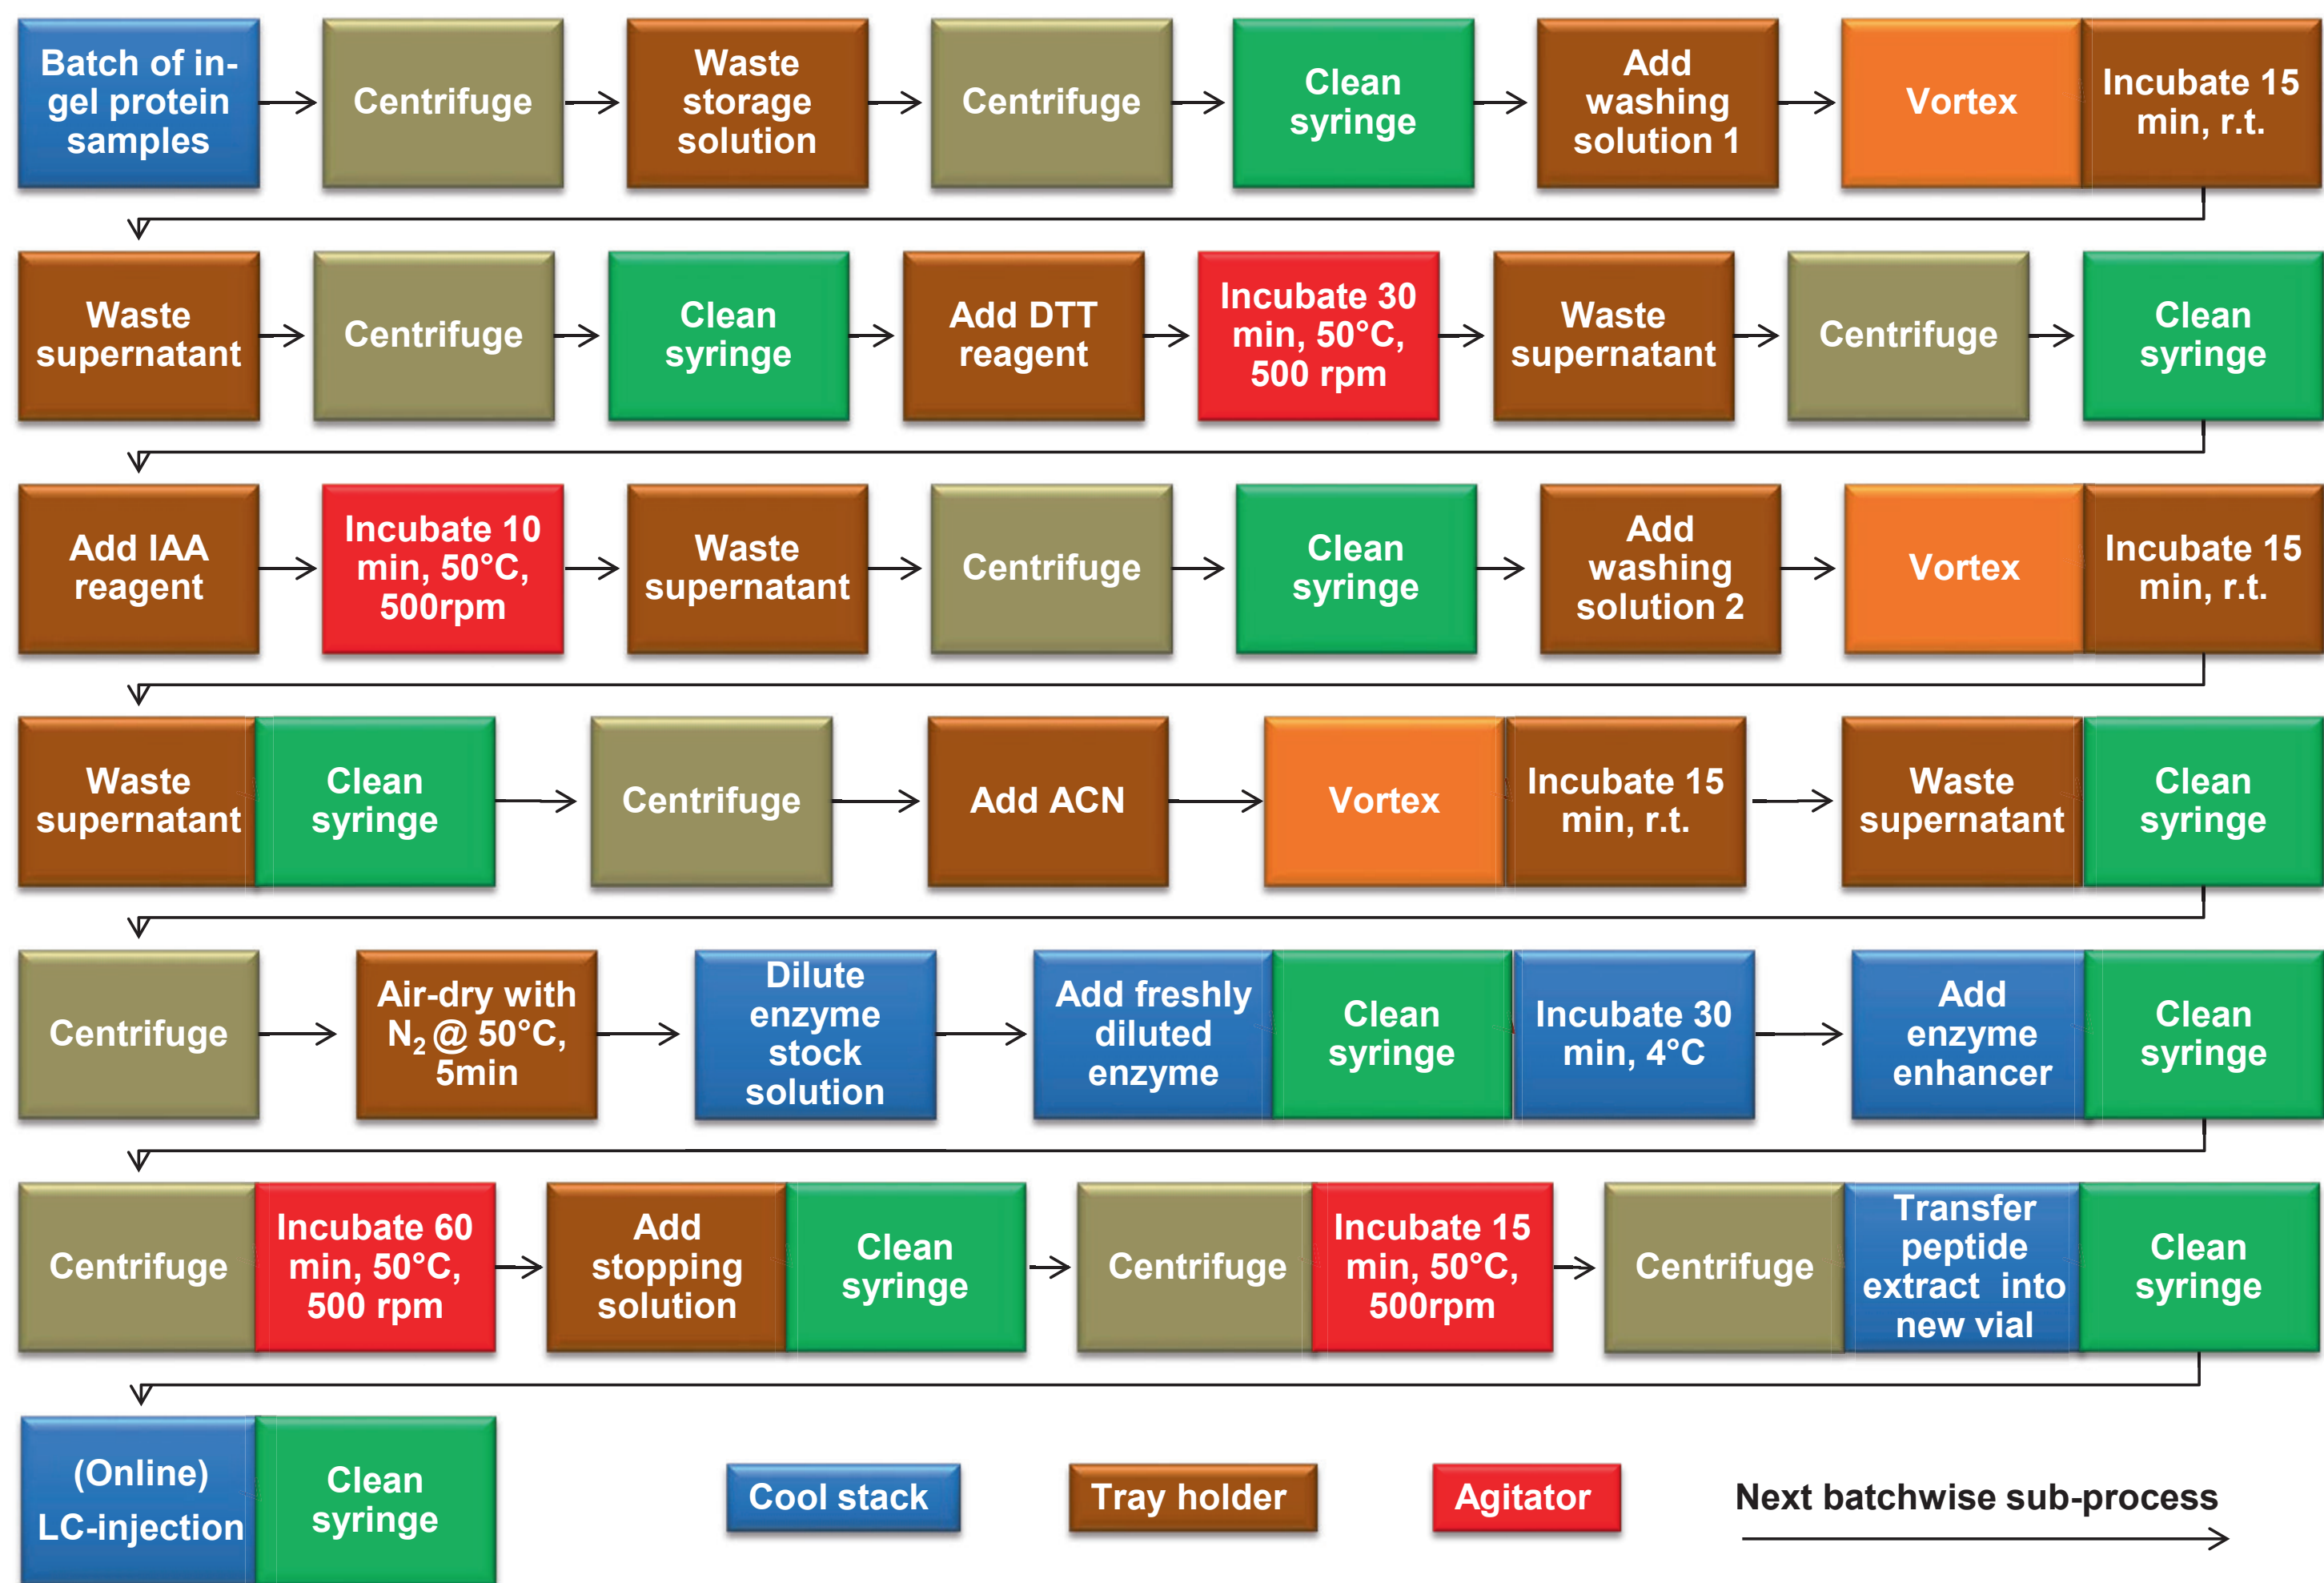 Batch of in-
gel protein
samples
Centrifuge
Waste
storage
solution
Centrifuge
Clean
syringe
Add
washing
solution 1
Vortex
Incubate 15
min, r.t.
Waste
supernatant
Centrifuge
Clean
syringe
Add DTT
reagent
Incubate 30
min, 50°C,
500 rpm
Waste
supernatant
Centrifuge
Clean
syringe
Add IAA
reagent
Incubate 10
min, 50°C,
500rpm
Waste
supernatant
Centrifuge
Clean
syringe
Add
washing
solution 2
Vortex
Incubate 15
min, r.t.
Waste
supernatant
Clean
syringe
Centrifuge
Add ACN
Vortex
Incubate 15
min, r.t.
Waste
supernatant
Clean
syringe
Centrifuge
Air-dry with
N₂ @ 50°C,
5min
Dilute
enzyme
stock
solution
Add freshly
diluted
enzyme
Clean
syringe
Incubate 30
min, 4°C
Add
enzyme
enhancer
Clean
syringe
Centrifuge
Incubate 60
min, 50°C,
500 rpm
Add
stopping
solution
Clean
syringe
Centrifuge
Incubate 15
min, 50°C,
500rpm
Centrifuge
Transfer
peptide
extract into
new vial
Clean
syringe
(Online)
LC-injection
Clean
syringe
Cool stack
Tray holder
Agitator
Next batchwise sub-process